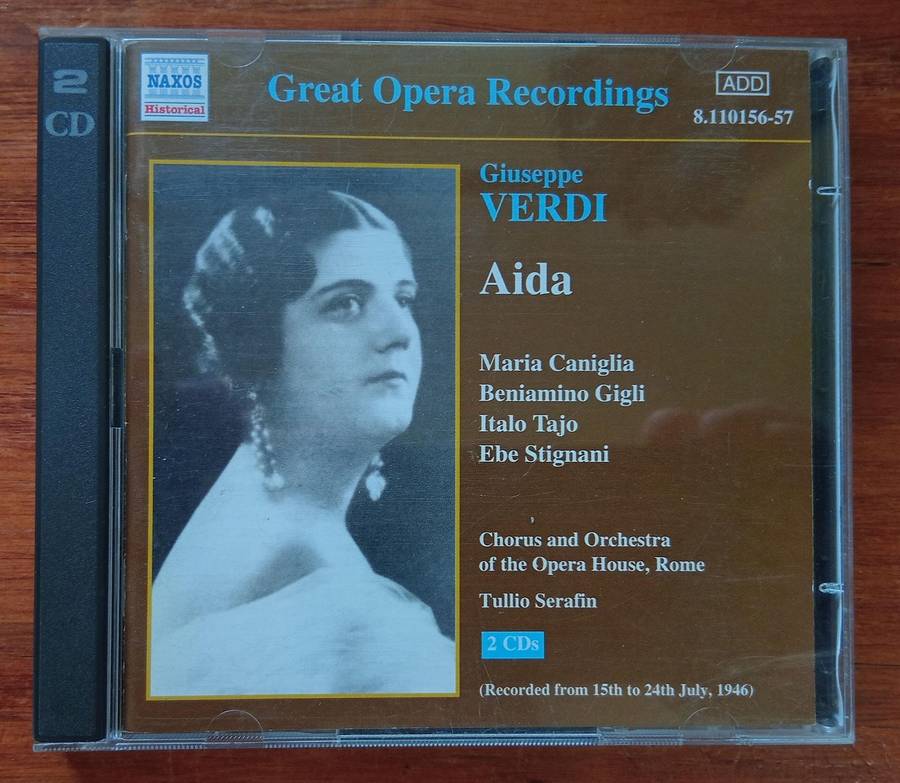 2
CD
NAXOS
Historical
Great Opera Recordings
ADD
8.110156-57
Giuseppe
VERDI
Aida
Maria Caniglia
Beniamino Gigli
Italo Tajo
Ebe Stignani
Chorus and Orchestra
of the Opera House, Rome
Tullio Serafin
2 CDs
(Recorded from 15th to 24th July, 1946)